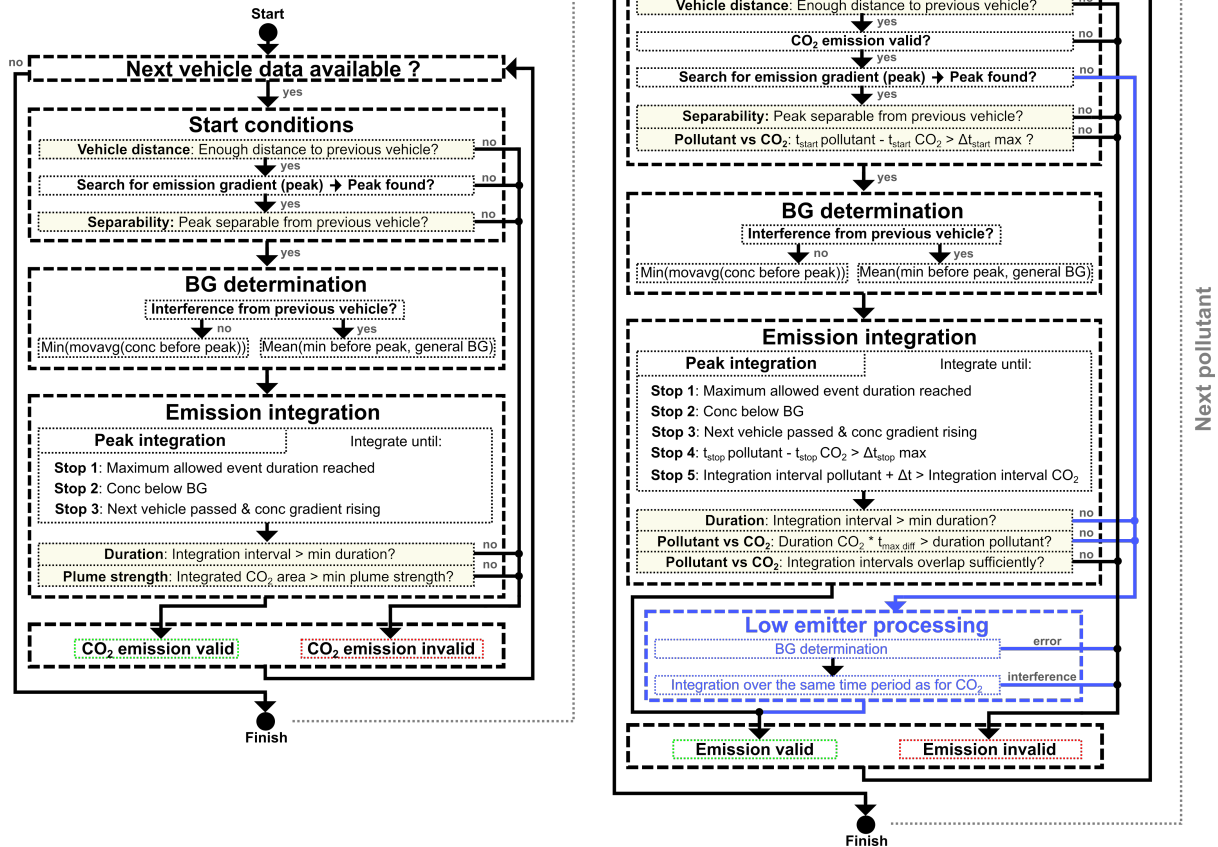 Start
no
Next vehicle data available ?
yes
Start conditions
Vehicle distance: Enough distance to previous vehicle?
no
yes
Search for emission gradient (peak) ➔ Peak found?
no
yes
Separability: Peak separable from previous vehicle?
no
yes
BG determination
Interference from previous vehicle?
no
yes
Min(movavg(conc before peak))
Mean(min before peak, general BG)
Emission integration
Peak integration
Integrate until:
Stop 1: Maximum allowed event duration reached
Stop 2: Conc below BG
Stop 3: Next vehicle passed & conc gradient rising
Duration: Integration interval > min duration?
no
Plume strength: Integrated CO2 area > min plume strength?
no
CO2 emission valid
CO2 emission invalid
Finish
Vehicle distance: Enough distance to previous vehicle?
no
yes
CO2 emission valid?
no
yes
Search for emission gradient (peak) ➔ Peak found?
no
yes
Separability: Peak separable from previous vehicle?
no
Pollutant vs CO2: tstart pollutant - tstart CO2 > Δtstart max ?
no
yes
BG determination
Interference from previous vehicle?
no
yes
Min(movavg(conc before peak))
Mean(min before peak, general BG)
Emission integration
Peak integration
Integrate until:
Stop 1: Maximum allowed event duration reached
Stop 2: Conc below BG
Stop 3: Next vehicle passed & conc gradient rising
Stop 4: tstop pollutant - tstop CO2 > Δtstop max
Stop 5: Integration interval pollutant + Δt > Integration interval CO2
Duration: Integration interval > min duration?
no
Pollutant vs CO2: Duration CO2 * tmax diff > duration pollutant?
no
Pollutant vs CO2: Integration intervals overlap sufficiently?
no
Low emitter processing
BG determination
error
Integration over the same time period as for CO2
interference
Emission valid
Emission invalid
Finish
Next pollutant